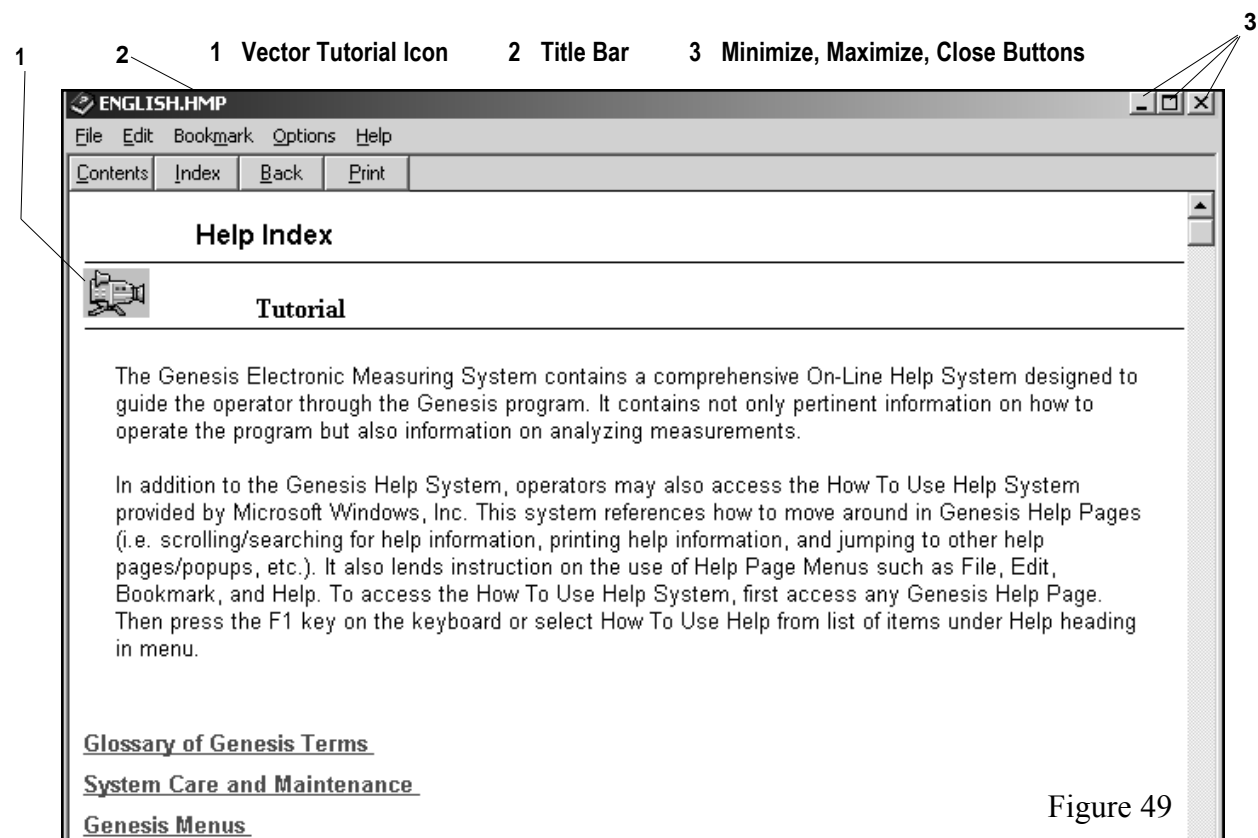 3
1 2 1 Vector Tutorial Icon 2 Title Bar 3 Minimize, Maximize, Close Buttons
ENGLISH.HMP
File Edit Bookmark Options Help
Contents Index Back Print
Help Index
Tutorial
The Genesis Electronic Measuring System contains a comprehensive On-Line Help System designed to
guide the operator through the Genesis program. It contains not only pertinent information on how to
operate the program but also information on analyzing measurements.
In addition to the Genesis Help System, operators may also access the How To Use Help System
provided by Microsoft Windows, Inc. This system references how to move around in Genesis Help Pages
(i.e. scrolling/searching for help information, printing help information, and jumping to other help
pages/popups, etc.). It also lends instruction on the use of Help Page Menus such as File, Edit,
Bookmark, and Help. To access the How To Use Help System, first access any Genesis Help Page.
Then press the F1 key on the keyboard or select How To Use Help from list of items under Help heading
in menu.
Glossary of Genesis Terms
System Care and Maintenance
Genesis Menus
Figure 49